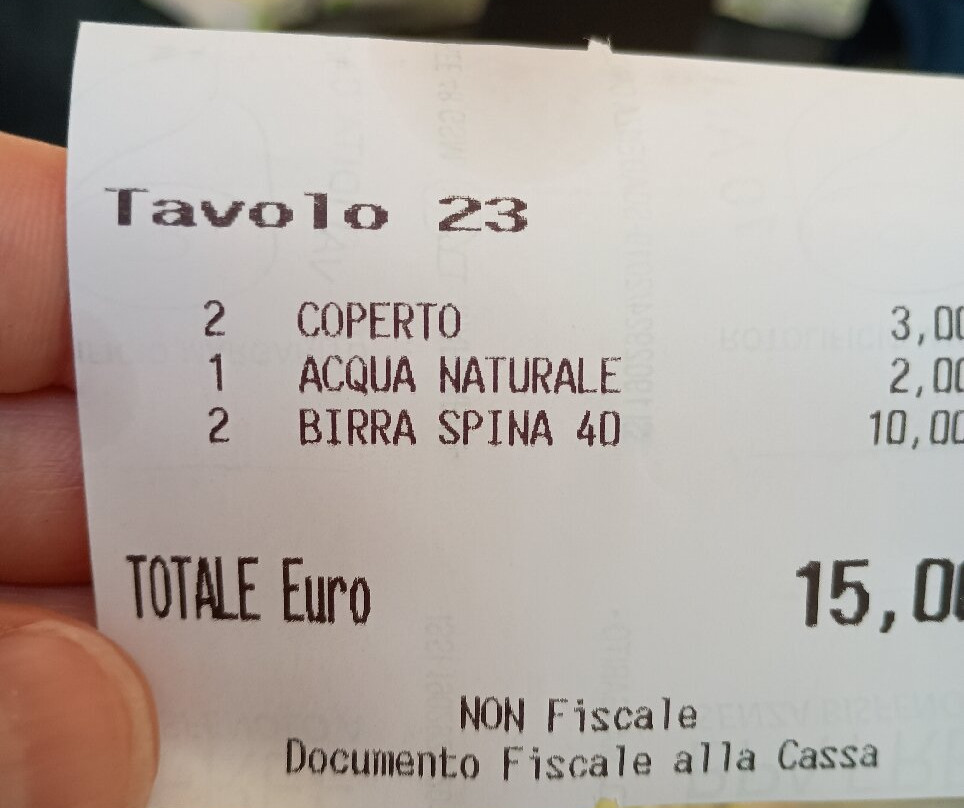 Tavolo 23
2 COPERTO 3,00
1 ACQUA NATURALE 2,00
2 BIRRA SPINA 40 10,00
TOTALE Euro 15,00
NON Fiscale
Documento Fiscale alla Cassa